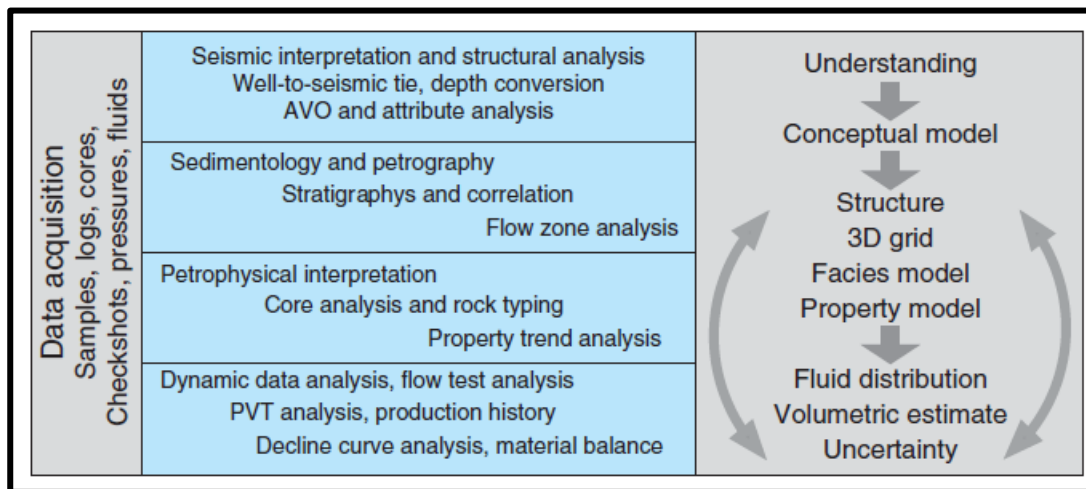 Data acquisition
Samples, logs, cores,
Checkshots, pressures, fluids
Seismic interpretation and structural analysis
Well-to-seismic tie, depth conversion
AVO and attribute analysis
Sedimentology and petrography
Stratigraphys and correlation
Flow zone analysis
Petrophysical interpretation
Core analysis and rock typing
Property trend analysis
Dynamic data analysis, flow test analysis
PVT analysis, production history
Decline curve analysis, material balance
Understanding
Conceptual model
Structure
3D grid
Facies model
Property model
Fluid distribution
Volumetric estimate
Uncertainty